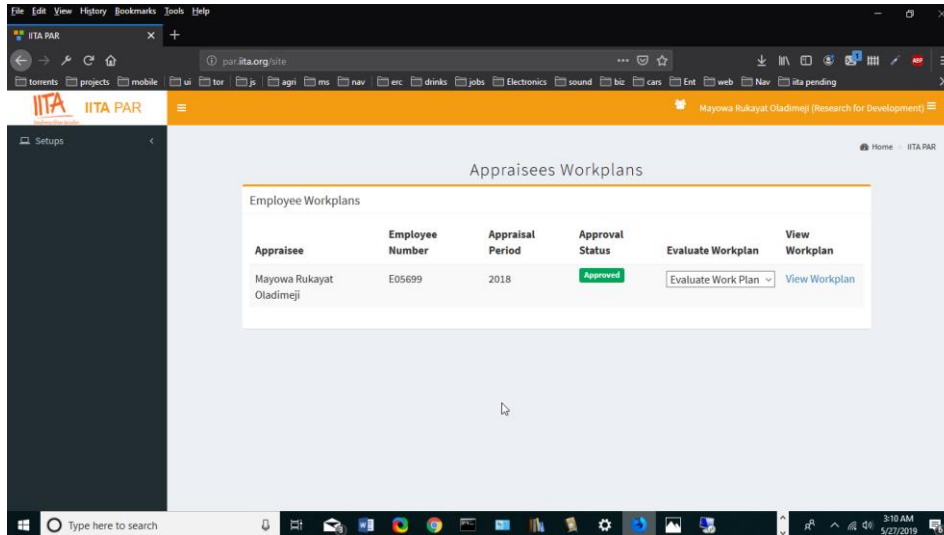 File Edit View History Bookmarks Tools Help
IITA PAR
par.iita.org/site
torrents projects mobile ui tor js agri ms nav erc drinks jobs Electronics sound biz cars Ent web Nav iita pending
IITA
IITA PAR
Mayowa Rukayat Oladimeji (Research for Development)
Setups
Home IITA PAR
Appraisees Workplans
Employee Workplans
Appraisee Employee Number Appraisal Period Approval Status Evaluate Workplan View Workplan
Mayowa Rukayat Oladimeji E05699 2018 Approved Evaluate Work Plan View Workplan
Type here to search
3:10 AM
5/27/2019